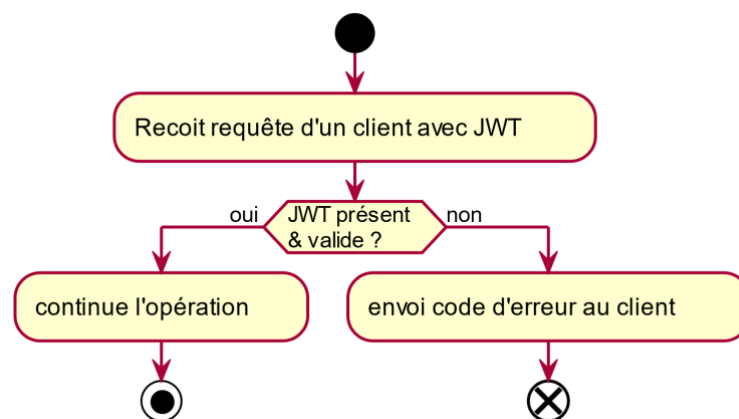 Recoit requête d'un client avec JWT
oui
JWT présent
& valide ?
non
continue l'opération
envoi code d'erreur au client